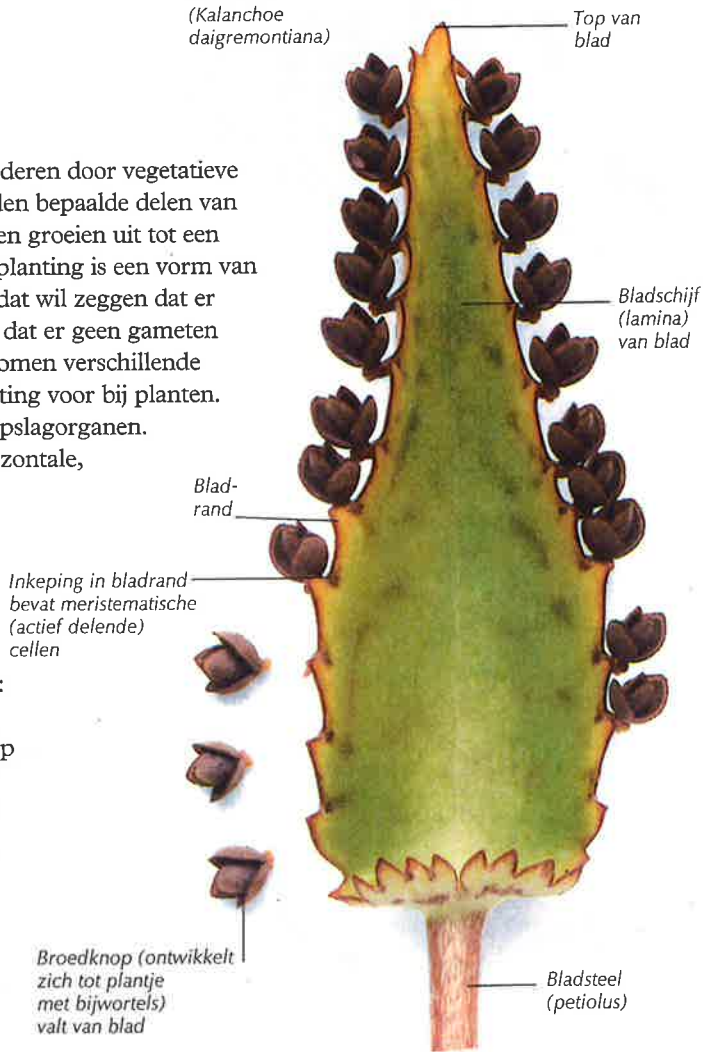 (Kalanchoe
daigremontiana)
Top van
blad
deren door vegetatieve
len bepaalde delen van
en groeien uit tot een
planting is een vorm van
dat wil zeggen dat er
dat er geen gameten
omen verschillende
ting voor bij planten.
pslagorganen.
zontale,
Bladschijf
(lamina)
van blad
Blad-
rand
Inkeping in bladrand
bevat meristematische
(actief delende)
cellen
:
p
Broedknop (ontwikkelt
zich tot plantje
met bijwortels)
valt van blad
Bladsteel
(petiolus)